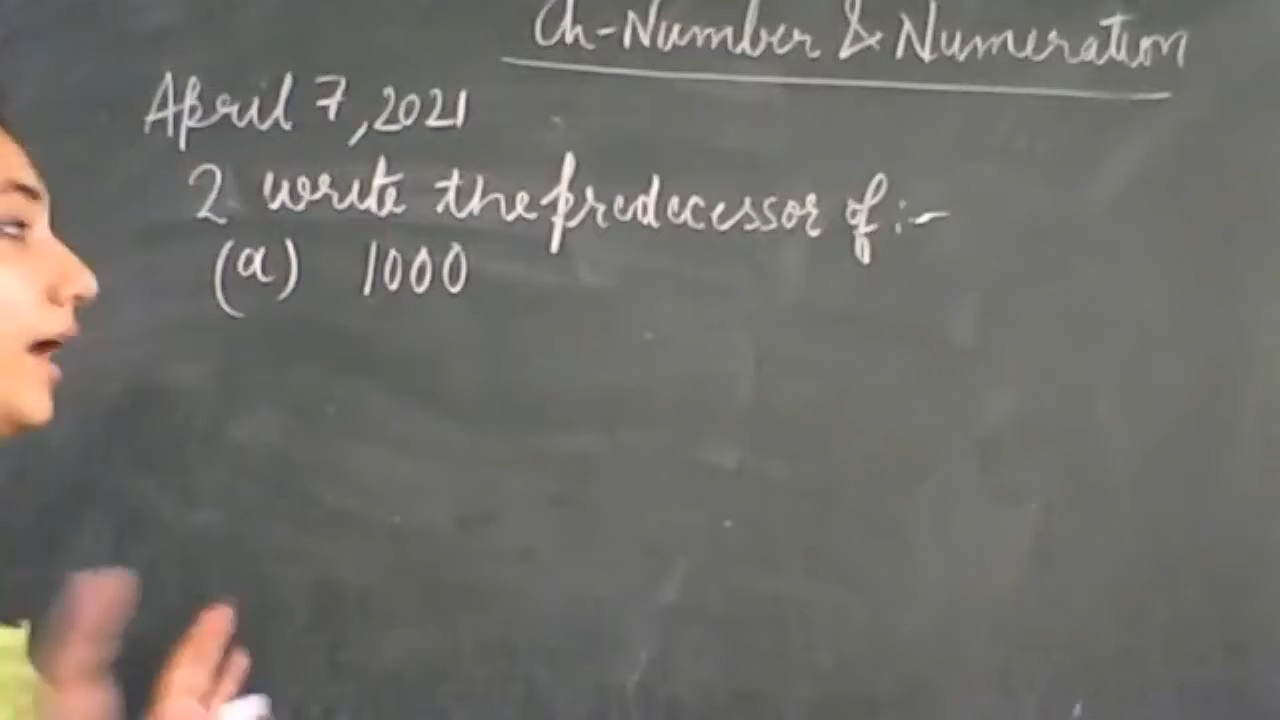 Ch-Number & Numeration
April 7, 2021
2 write the predecessor of :-
(a) 1000